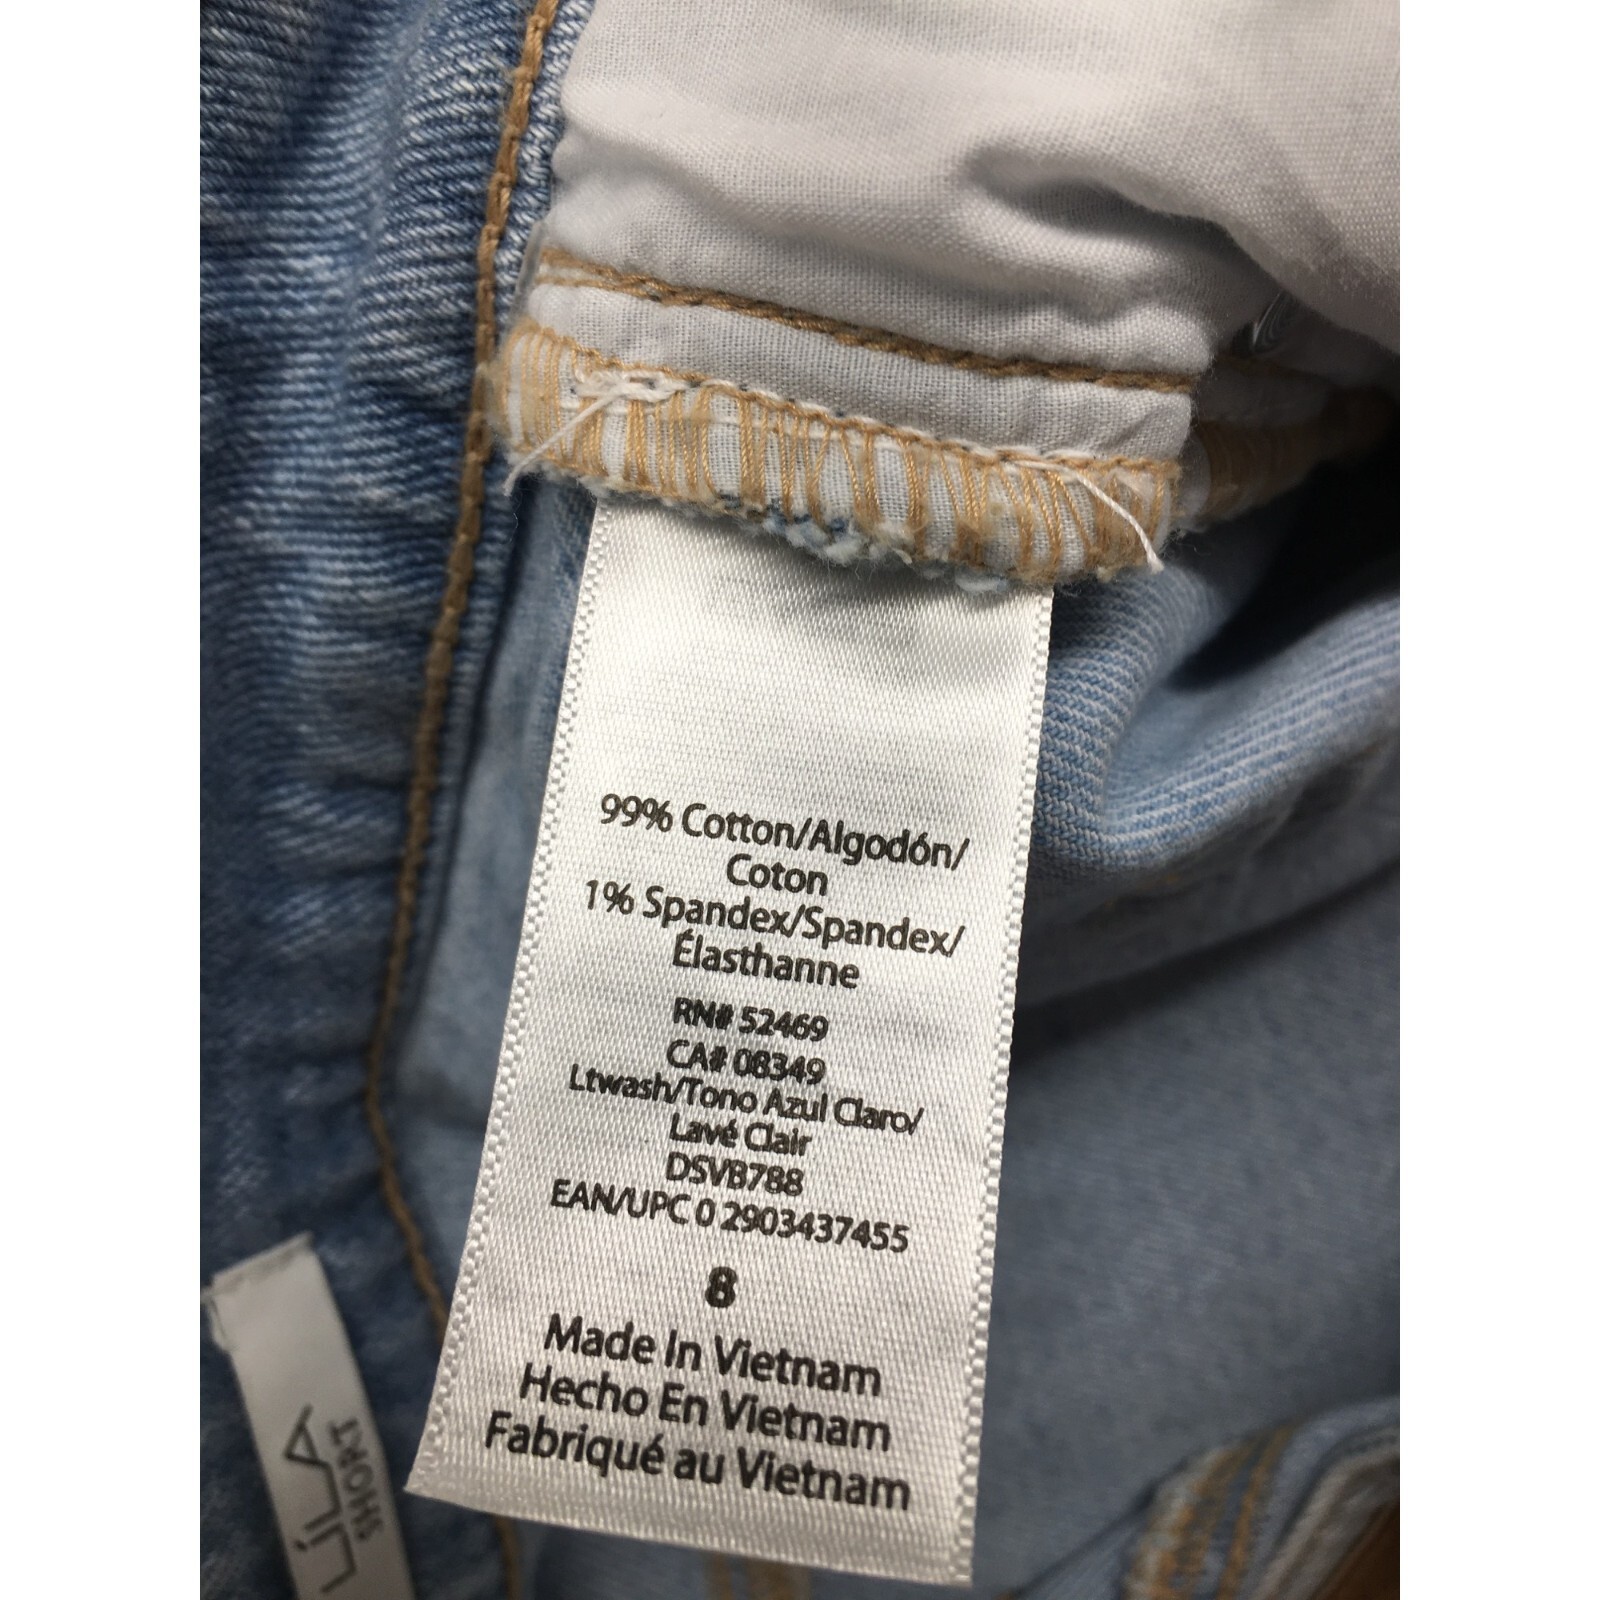 99% Cotton/Algodón/
Coton
1% Spandex/Spandex/
Élasthanne
RN# 52469
CA# 08349
Ltwash/Tono Azul Claro/
Lavé Clair
DSVB788
EAN/UPC 0 2903437455
8
Made In Vietnam
Hecho En Vietnam
Fabriqué au Vietnam
LiLA
SHORT